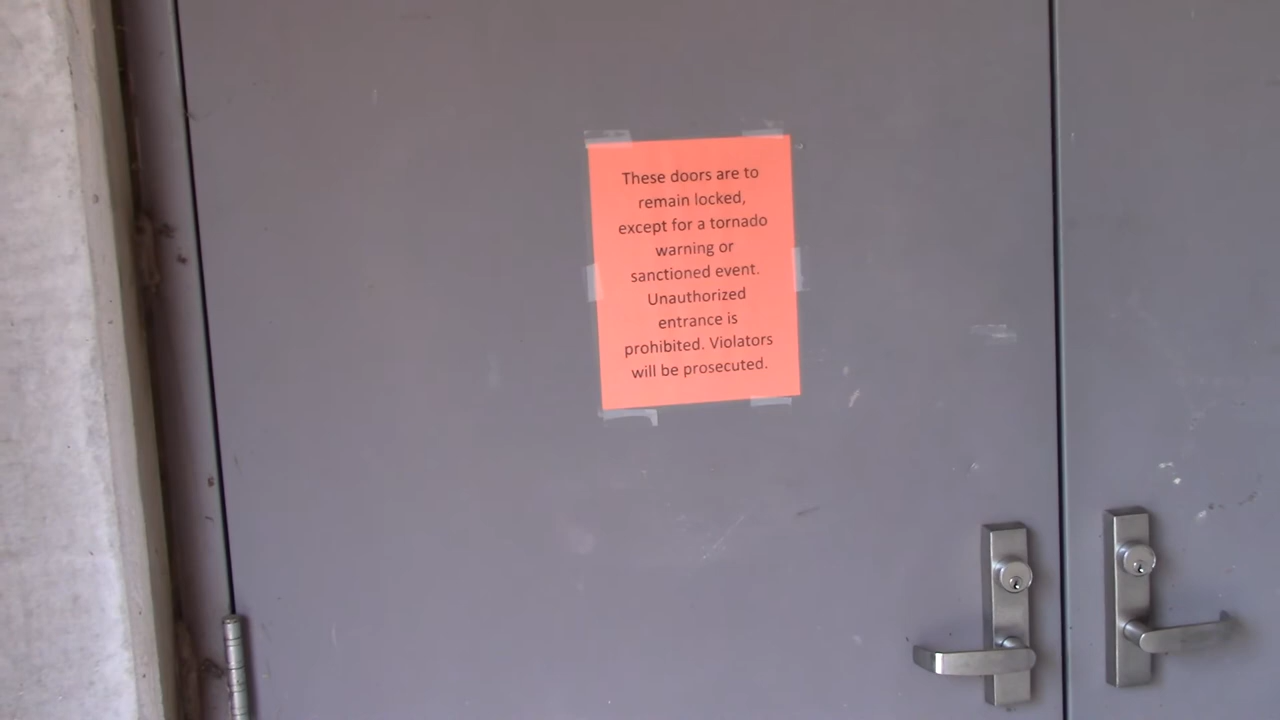 These doors are to
remain locked,
except for a tornado
warning or
sanctioned event.
Unauthorized
entrance is
prohibited. Violators
will be prosecuted.